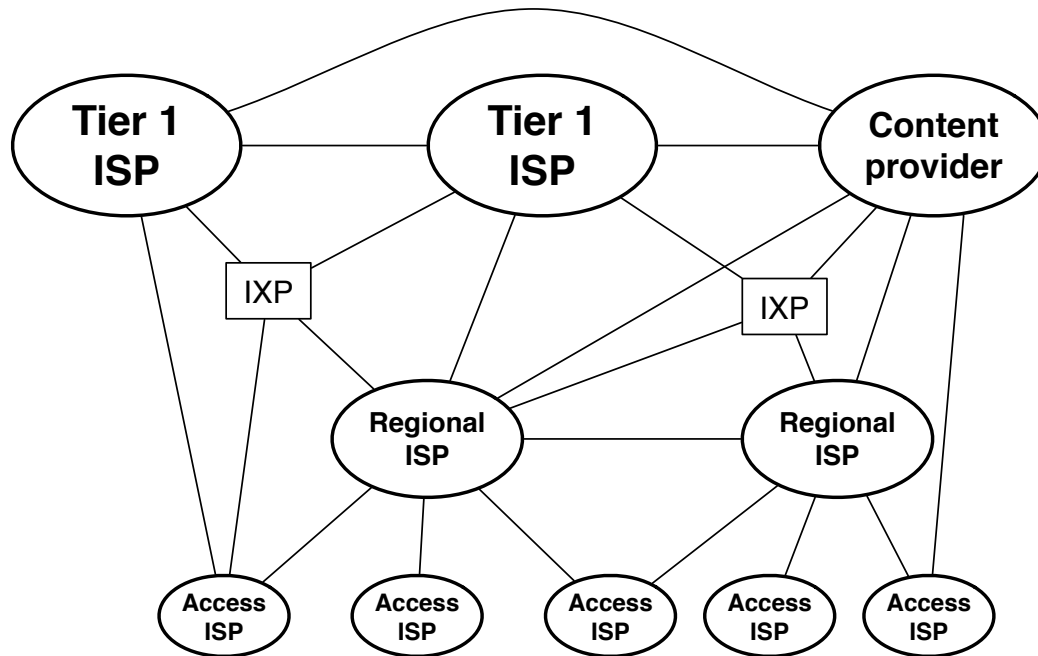 Tier 1
ISP
Tier 1
ISP
Content
provider
IXP
IXP
Regional
ISP
Regional
ISP
Access
ISP
Access
ISP
Access
ISP
Access
ISP
Access
ISP